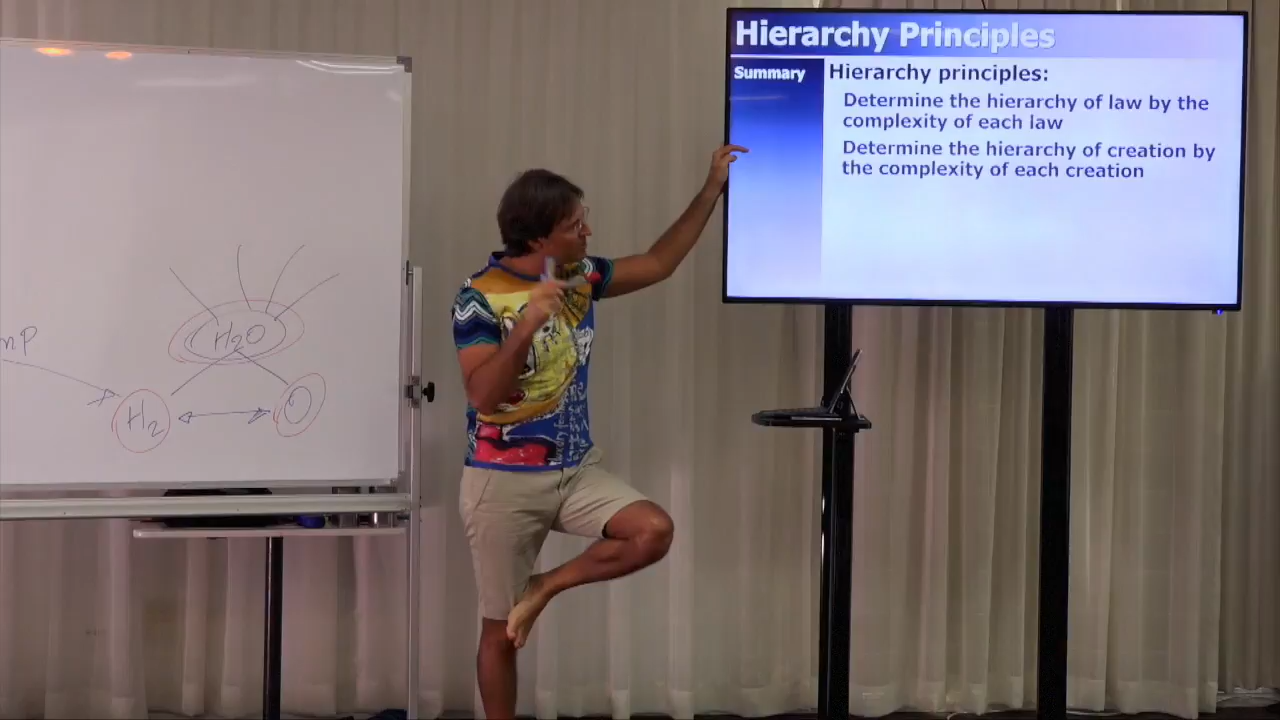 Hierarchy Principles
Summary
Hierarchy principles:
Determine the hierarchy of law by the
complexity of each law
Determine the hierarchy of creation by
the complexity of each creation
H2O
H2
O